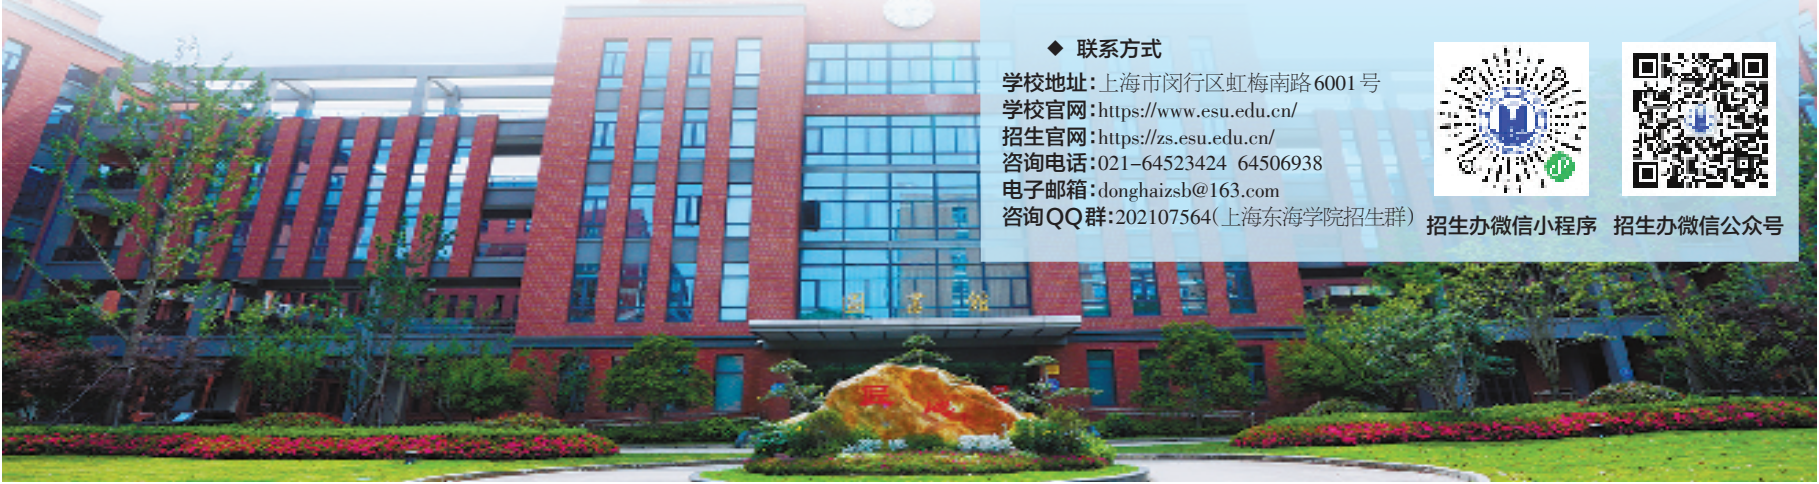 ◆ 联系方式
学校地址：上海市闵行区虹梅南路6001号
学校官网：https://www.esu.edu.cn/
招生官网：https://zs.esu.edu.cn/
咨询电话：021-64523424 64506938
电子邮箱：donghaizsb@163.com
咨询QQ群：202107564（上海东海学院招生群）
招生办微信小程序 招生办微信公众号
图书馆